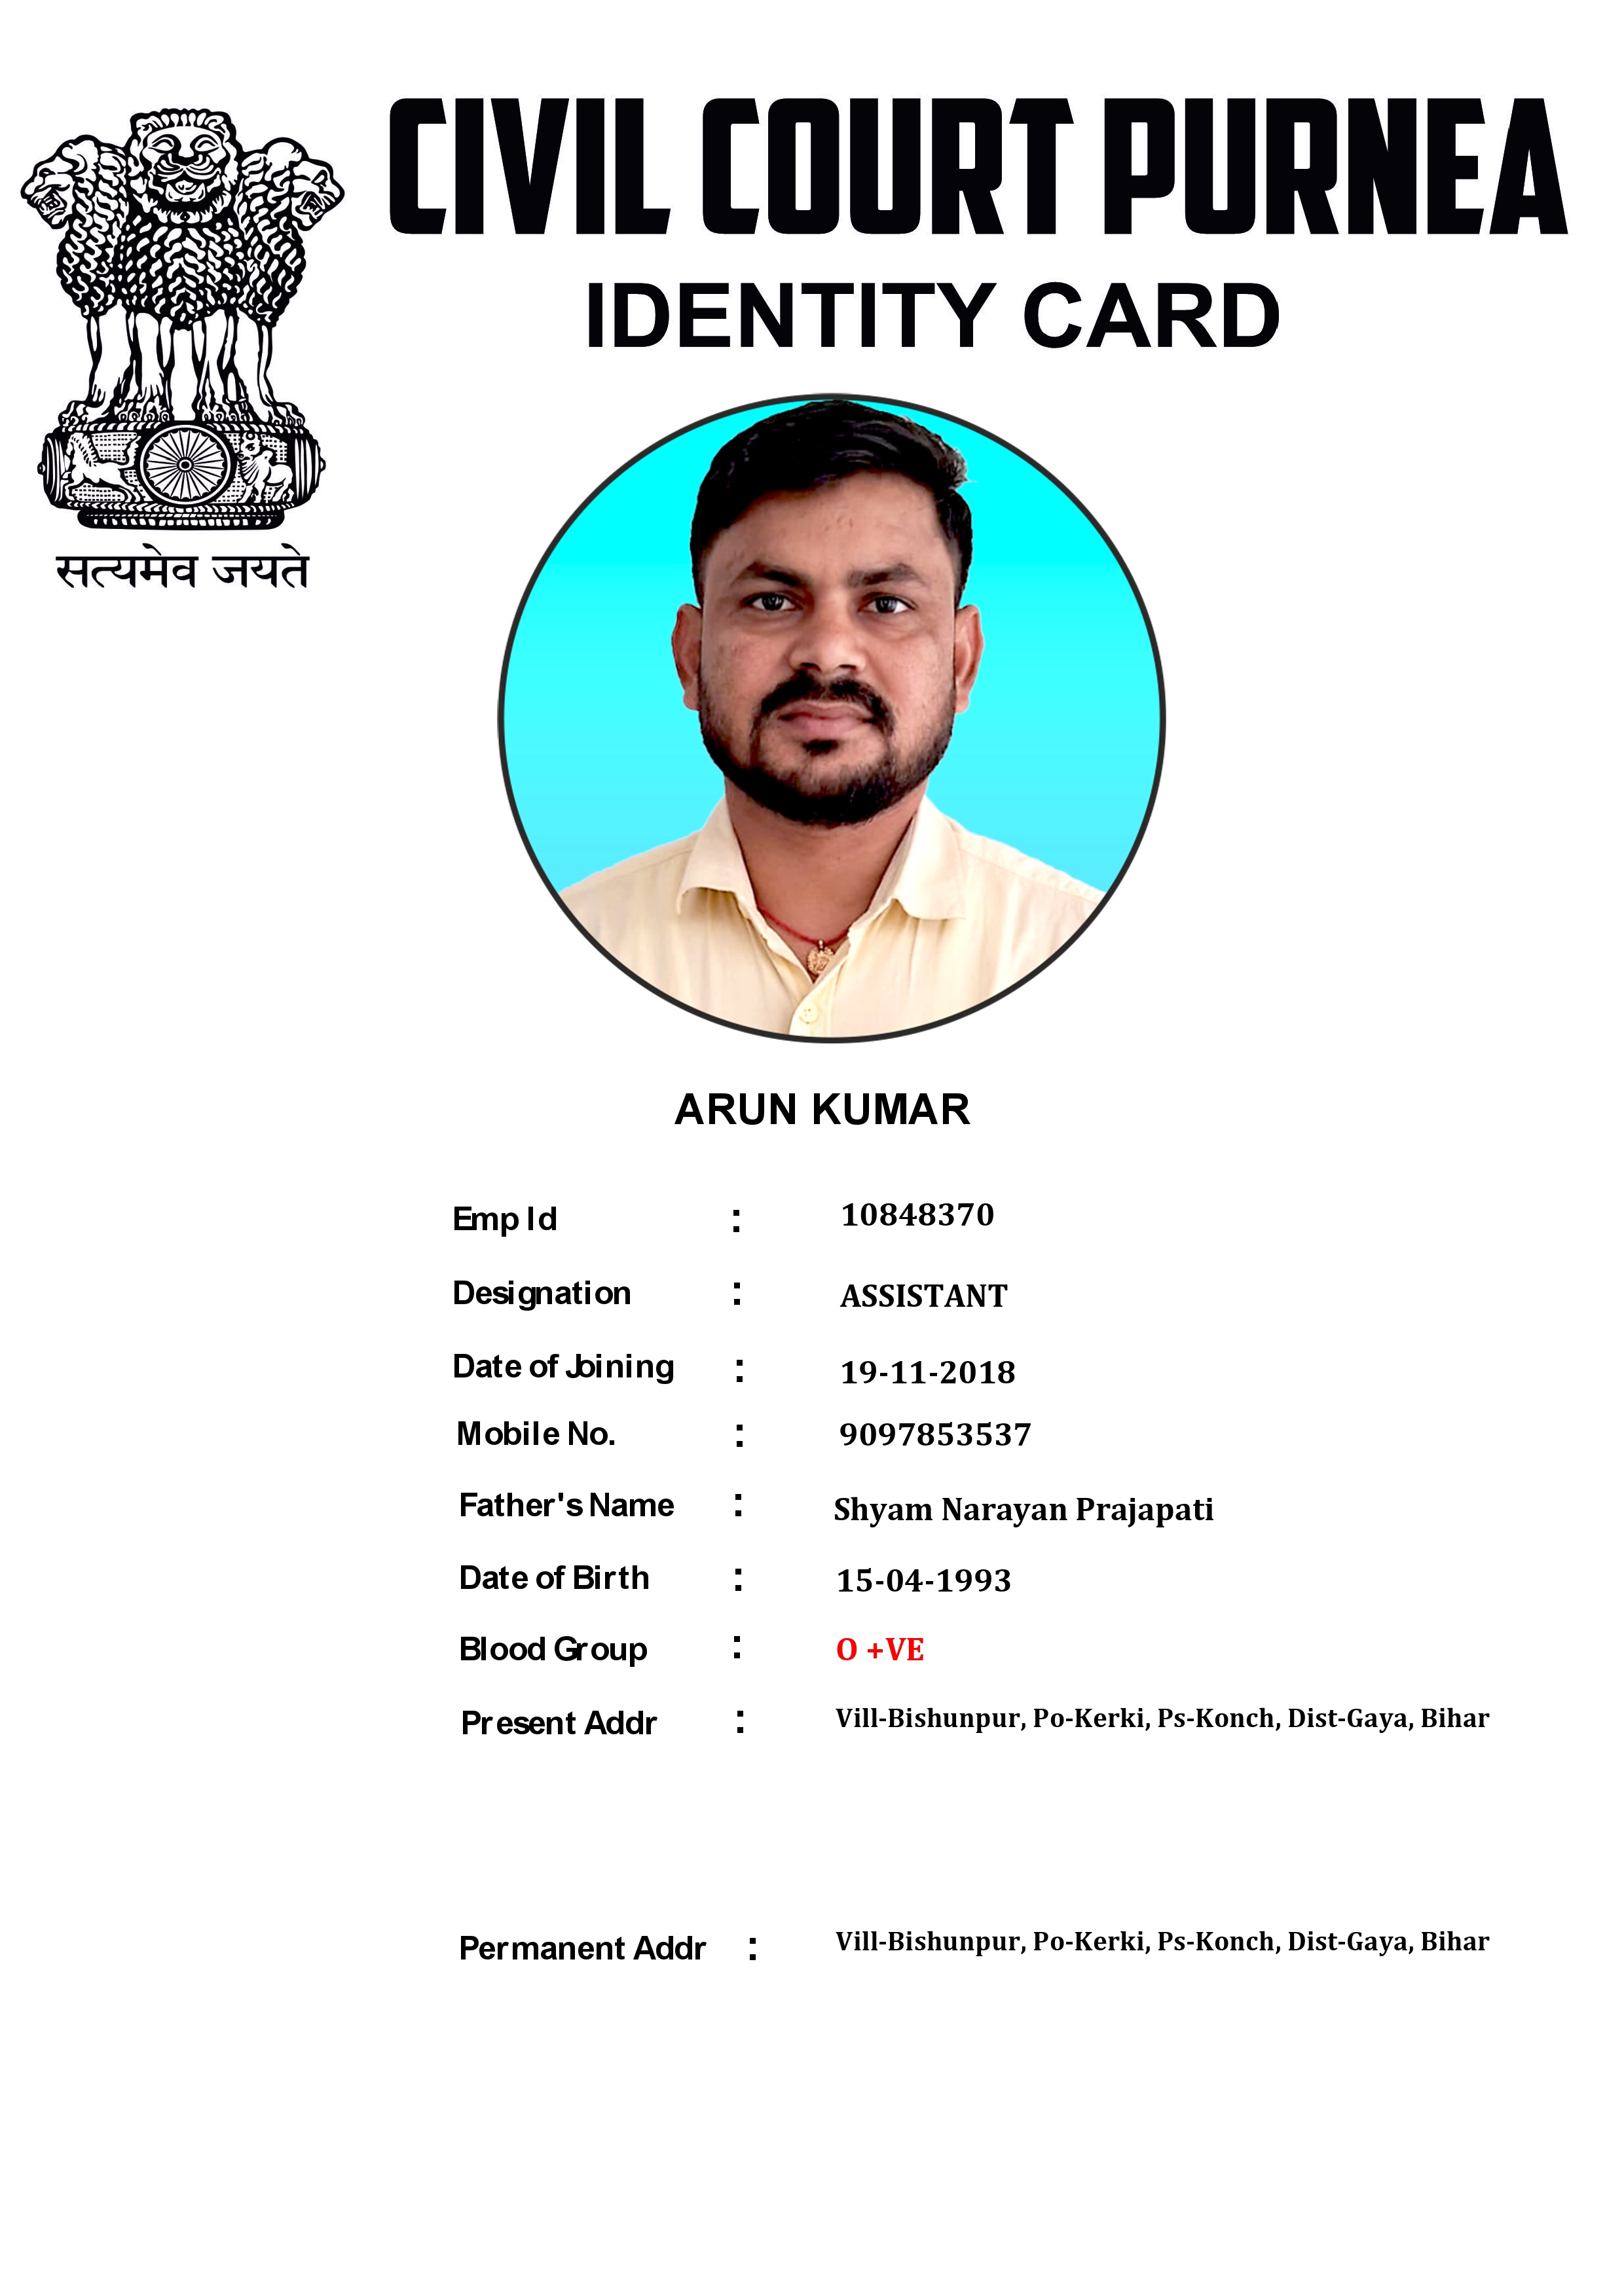 CIVIL COURT PURNEA
IDENTITY CARD
सत्यमेव जयते
ARUN KUMAR
Emp Id : 10848370
Designation : ASSISTANT
Date of Joining : 19-11-2018
Mobile No. : 9097853537
Father's Name : Shyam Narayan Prajapati
Date of Birth : 15-04-1993
Blood Group : O +VE
Present Addr : Vill-Bishunpur, Po-Kerki, Ps-Konch, Dist-Gaya, Bihar
Permanent Addr : Vill-Bishunpur, Po-Kerki, Ps-Konch, Dist-Gaya, Bihar